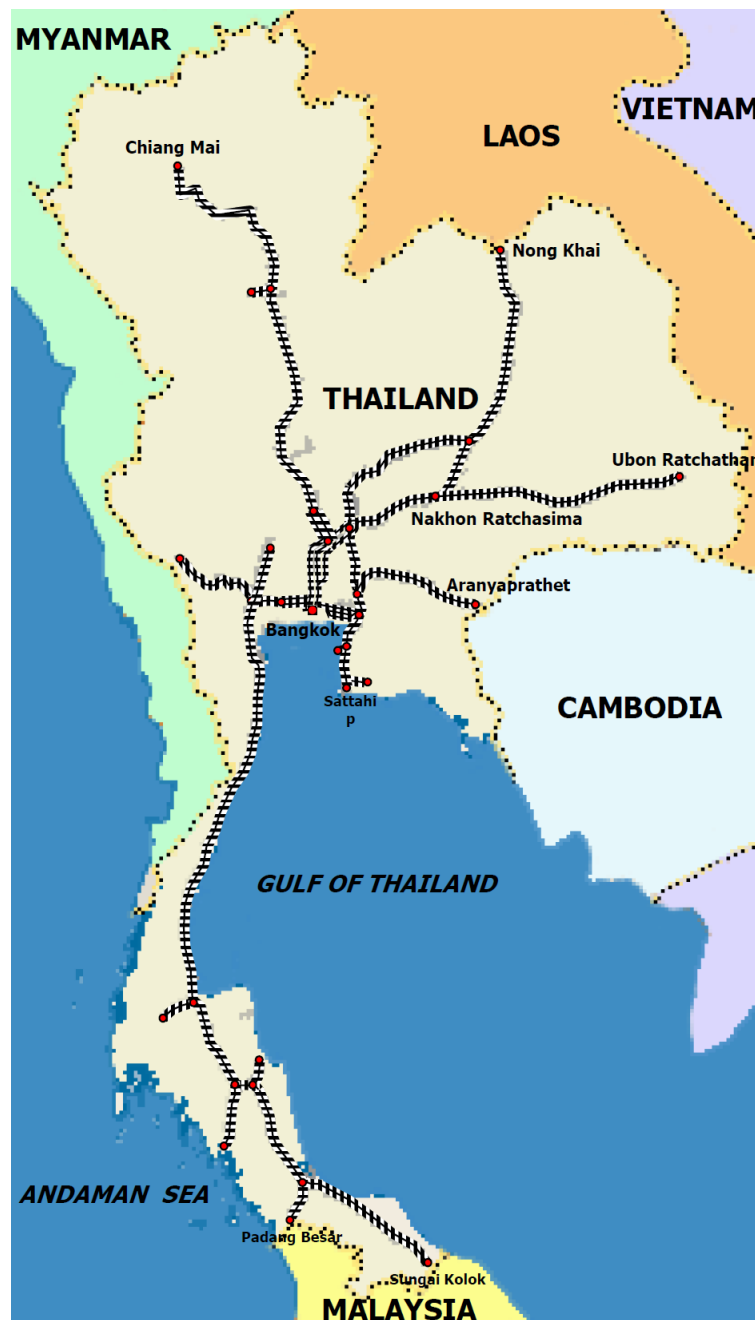 MYANMAR
VIETNAM
LAOS
Chiang Mai
Nong Khai
THAILAND
Ubon Ratchathan
Nakhon Ratchasima
Aranyaprathet
Bangkok
Sattahi
p
CAMBODIA
GULF OF THAILAND
ANDAMAN SEA
Padang Besar
Sungai Kolok
MALAYSIA